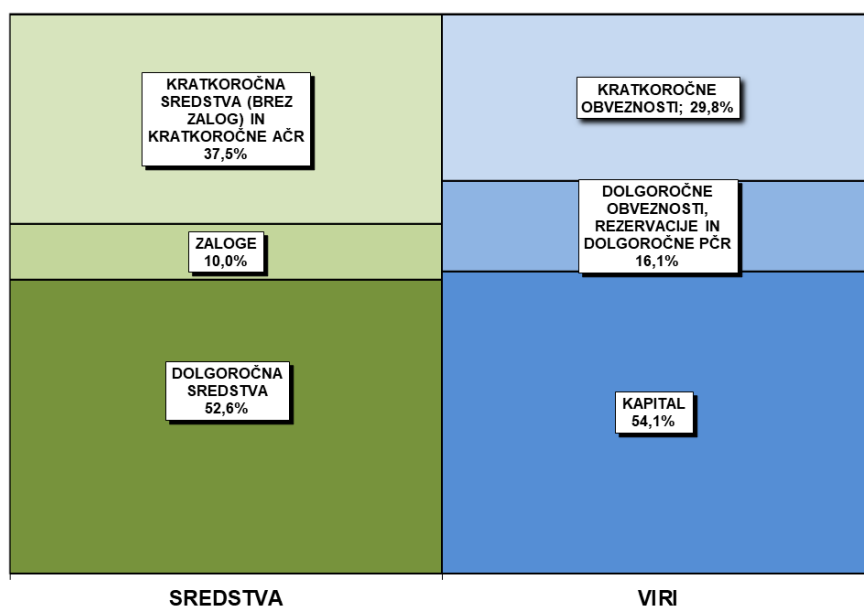 KRATKOROČNA
SREDSTVA (BREZ
ZALOG) IN
KRATKOROČNE AČR
37,5%
ZALOGE
10,0%
DOLGOROČNA
SREDSTVA
52,6%
KRATKOROČNE
OBVEZNOSTI; 29,8%
DOLGOROČNE
OBVEZNOSTI,
REZERVACIJE IN
DOLGOROČNE PČR
16,1%
KAPITAL
54,1%
SREDSTVA
VIRI